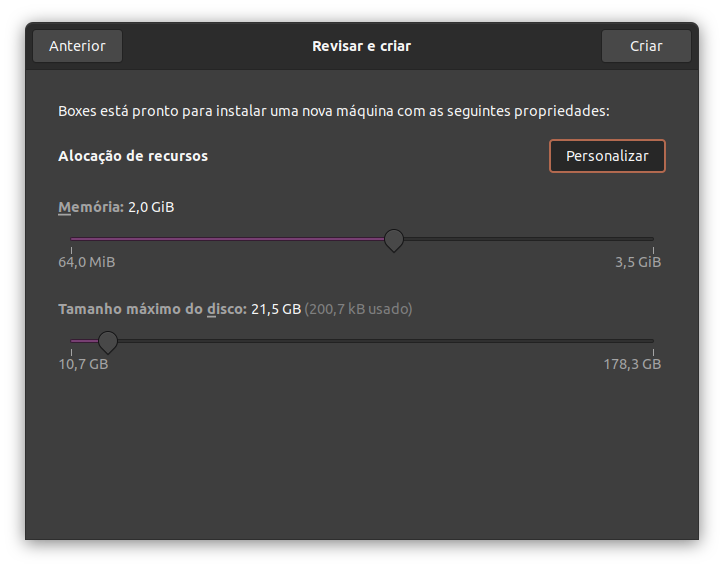 Anterior
Revisar e criar
Criar
Boxes está pronto para instalar uma nova máquina com as seguintes propriedades:
Alocação de recursos
Personalizar
Memória: 2,0 GiB
64,0 MiB
3,5 GiB
Tamanho máximo do disco: 21,5 GB (200,7 kB usado)
10,7 GB
178,3 GB